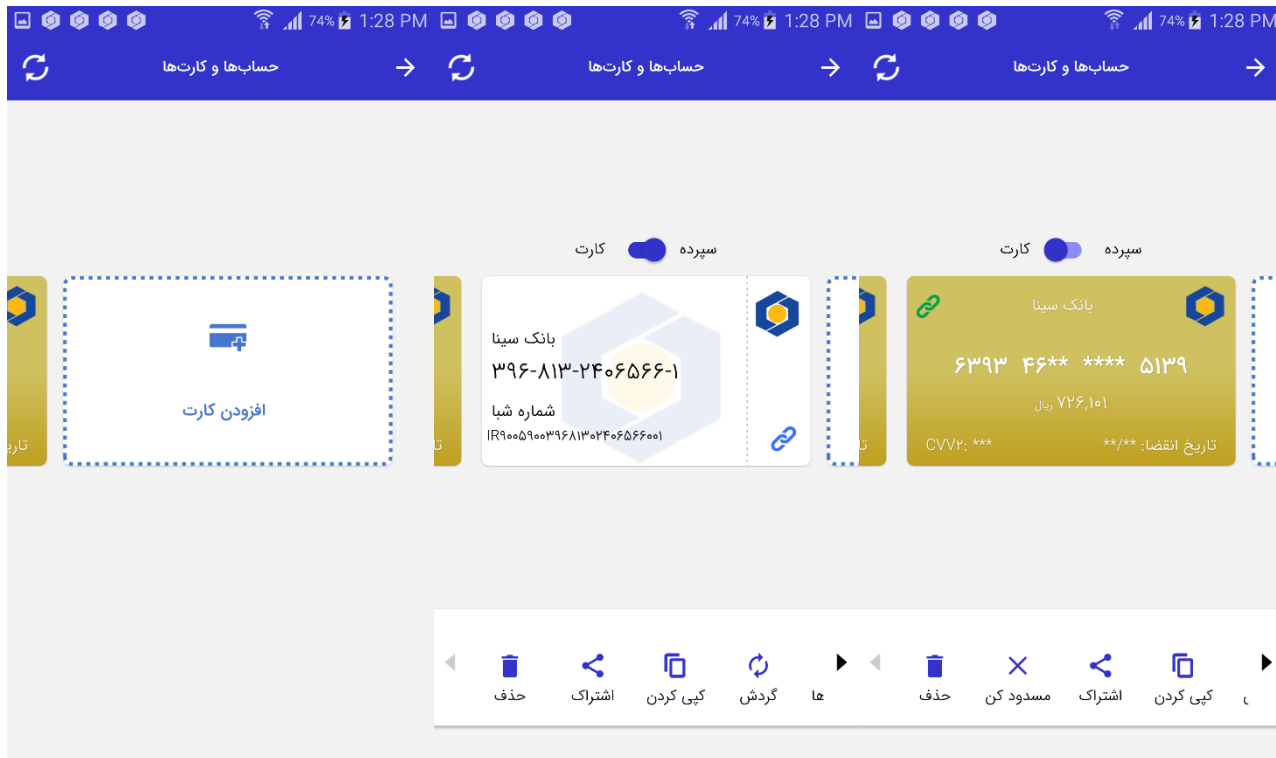 74% 1:28 PM
حساب‌ها و کارت‌ها
افزودن کارت
74% 1:28 PM
حساب‌ها و کارت‌ها
سپرده کارت
بانک سینا
۳۹۶-۸۱۳-۲۴۰۶۵۶۶-۱
شماره شبا
IR۹۰۰۵۹۰۰۳۹۶۸۱۳۰۲۴۰۶۵۶۶۰۰۱
ها گردش کپی کردن اشتراک حذف
74% 1:28 PM
حساب‌ها و کارت‌ها
سپرده کارت
بانک سینا
۶۳۹۳ ۴۶** **** ۵۱۳۹
۷۲۶,۱۰۱ ریال
تاریخ انقضا: **/** CVV۲: ***
کپی کردن اشتراک مسدود کن حذف